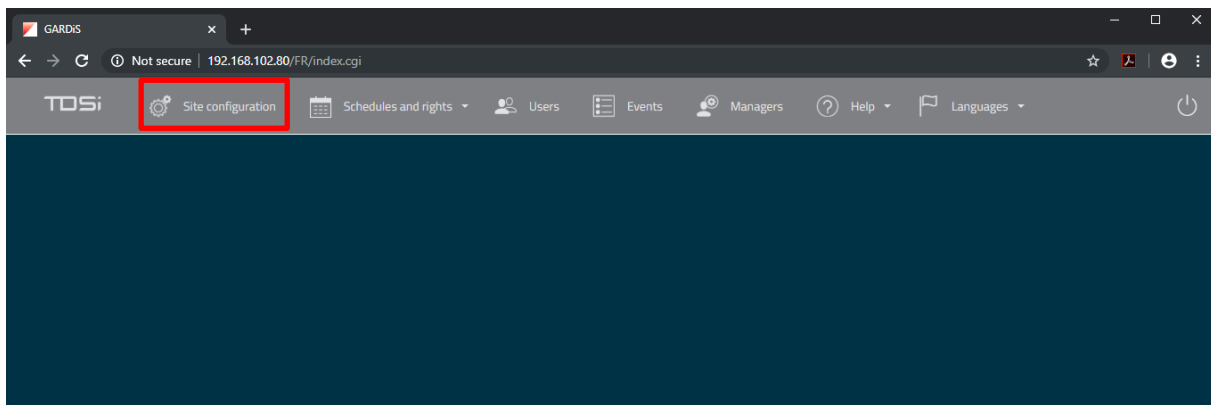 GARDiS
Not secure | 192.168.102.80/FR/index.cgi
TDSi Site configuration Schedules and rights Users Events Managers Help Languages